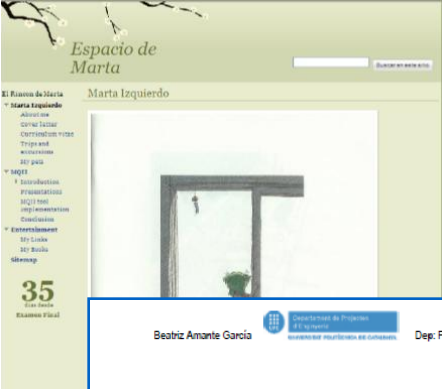 Espacio de
Marta
Buscar en este sitio
El Rincon de Marta
Marta Izquierdo
About me
Cover letter
Curriculum vitae
Trips and
excursions
My pets
MQII
Introduction
Presentations
MQII tool
implementation
Conclusion
Entertainment
My Links
My Books
Sitemap
35
Examen Final
Marta Izquierdo
Beatriz Amante García
Departament de Projectes
d'Enginyeria
UNIVERSITAT POLITÈCNICA DE CATALUNYA
Dep: